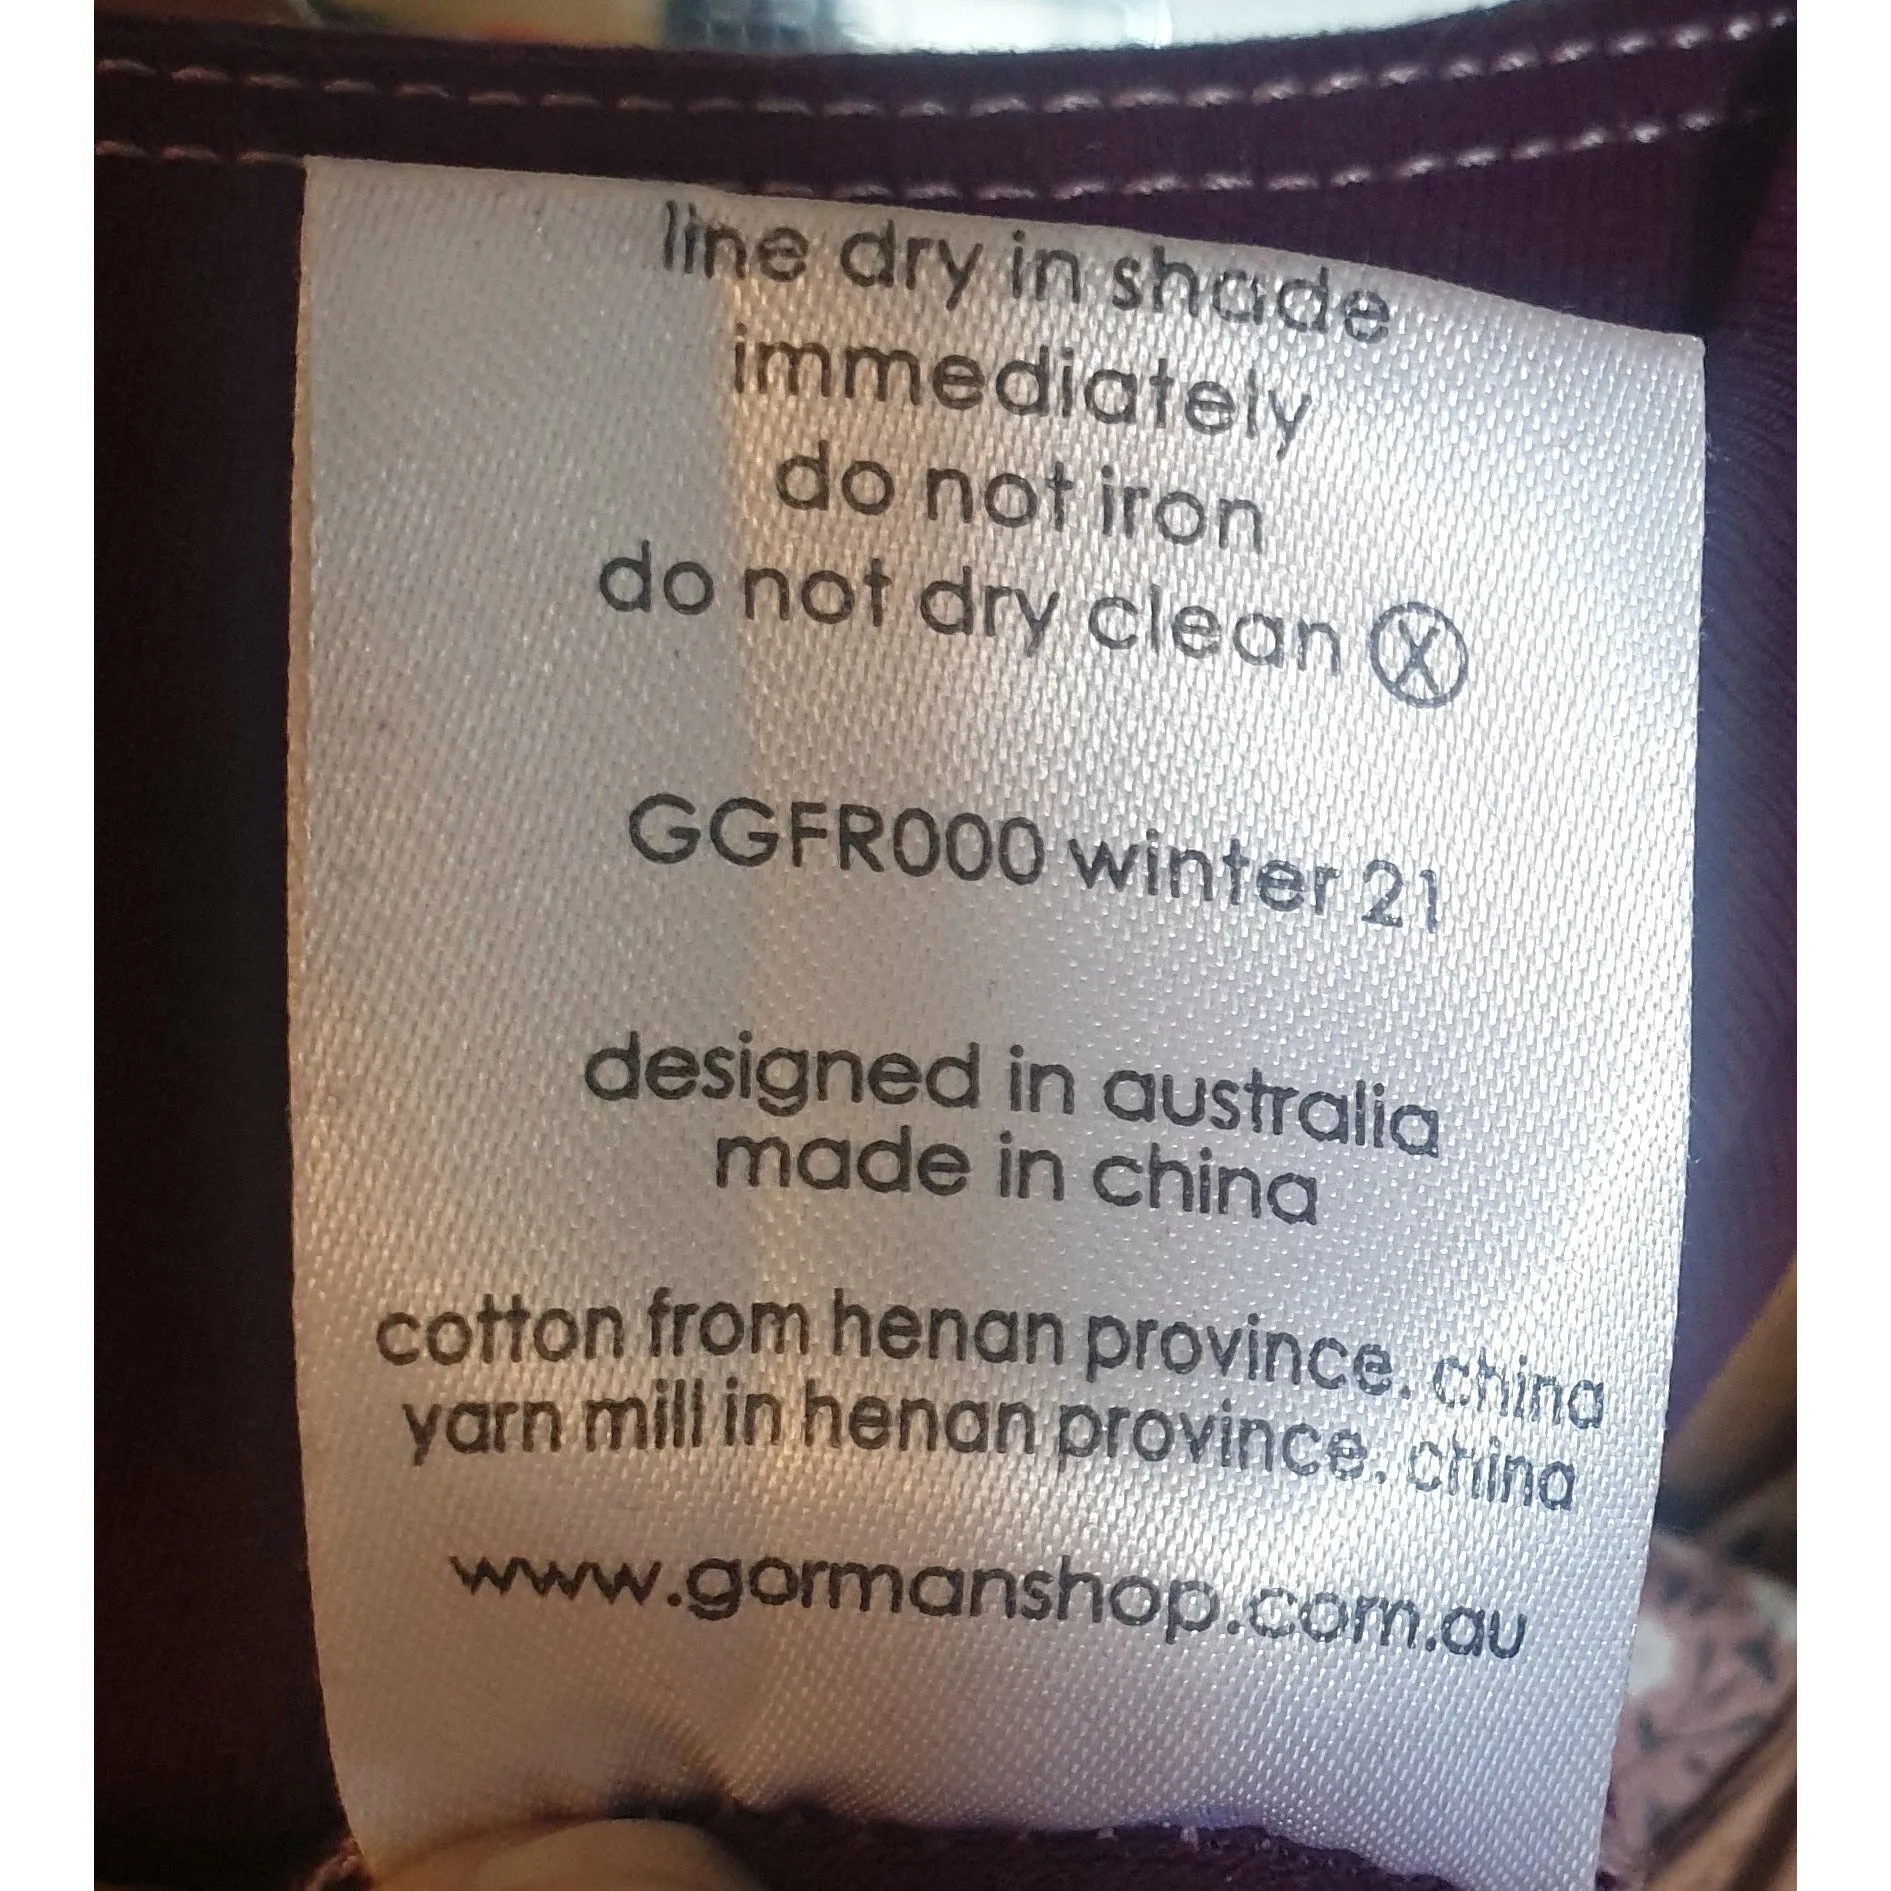 line dry in shade
immediately
do not iron
do not dry clean Ⓧ
GGFR000 winter 21
designed in australia
made in china
cotton from henan province. china
yarn mill in henan province. china
www.gormanshop.com.au